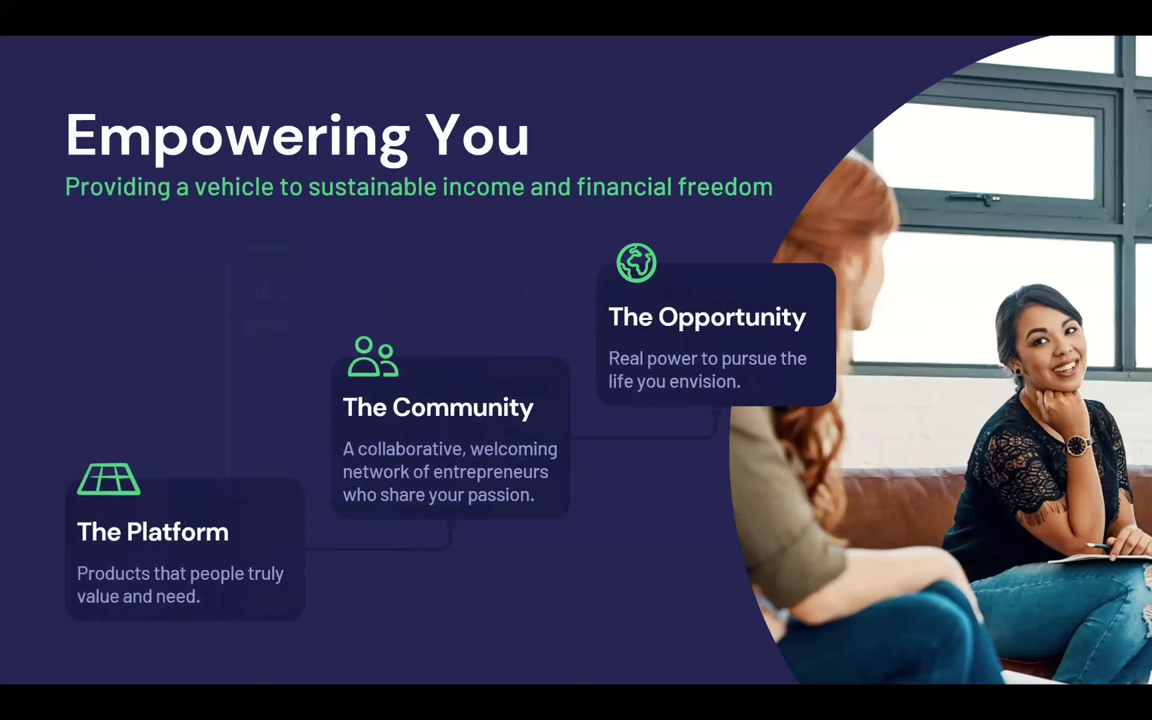 Empowering You
Providing a vehicle to sustainable income and financial freedom
The Opportunity
Real power to pursue the
life you envision.
The Community
A collaborative, welcoming
network of entrepreneurs
who share your passion.
The Platform
Products that people truly
value and need.